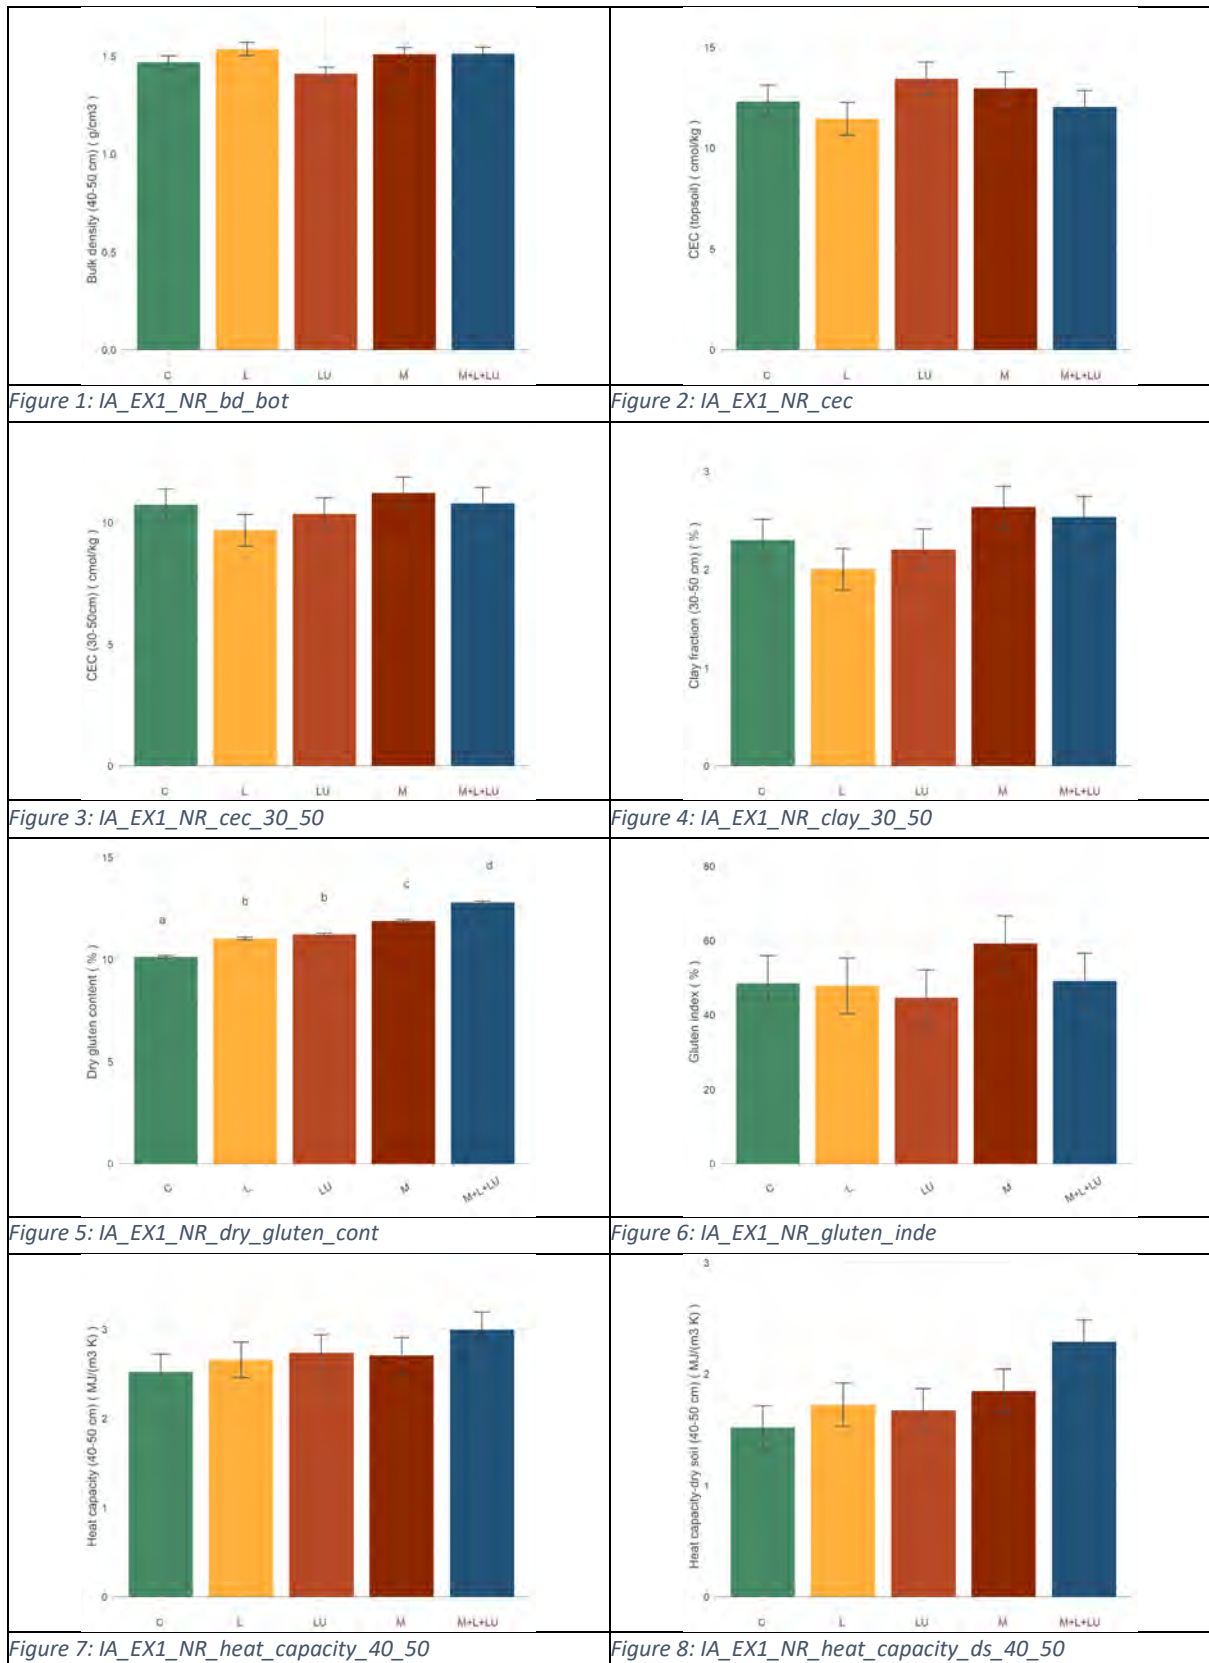 Bulk density (40-50 cm) ( g/cm3 )
1.5
1.0
0.5
0.0
C L LU M M+L+LU
Figure 1: IA_EX1_NR_bd_bot
CEC (topsoil) ( cmol/kg )
15
10
5
0
C L LU M M+L+LU
Figure 2: IA_EX1_NR_cec
CEC (30-50cm) ( cmol/kg )
10
5
0
C L LU M M+L+LU
Figure 3: IA_EX1_NR_cec_30_50
Clay fraction (30-50 cm) ( % )
3
2
1
0
C L LU M M+L+LU
Figure 4: IA_EX1_NR_clay_30_50
Dry gluten content ( % )
15
10
5
0
a b b c d
C L LU M M+L+LU
Figure 5: IA_EX1_NR_dry_gluten_cont
Gluten index ( % )
80
60
40
20
0
C L LU M M+L+LU
Figure 6: IA_EX1_NR_gluten_inde
Heat capacity (40-50 cm) ( MJ/(m3 K) )
3
2
1
0
C L LU M M+L+LU
Figure 7: IA_EX1_NR_heat_capacity_40_50
Heat capacity-dry soil (40-50 cm) ( MJ/(m3 K) )
3
2
1
0
C L LU M M+L+LU
Figure 8: IA_EX1_NR_heat_capacity_ds_40_50